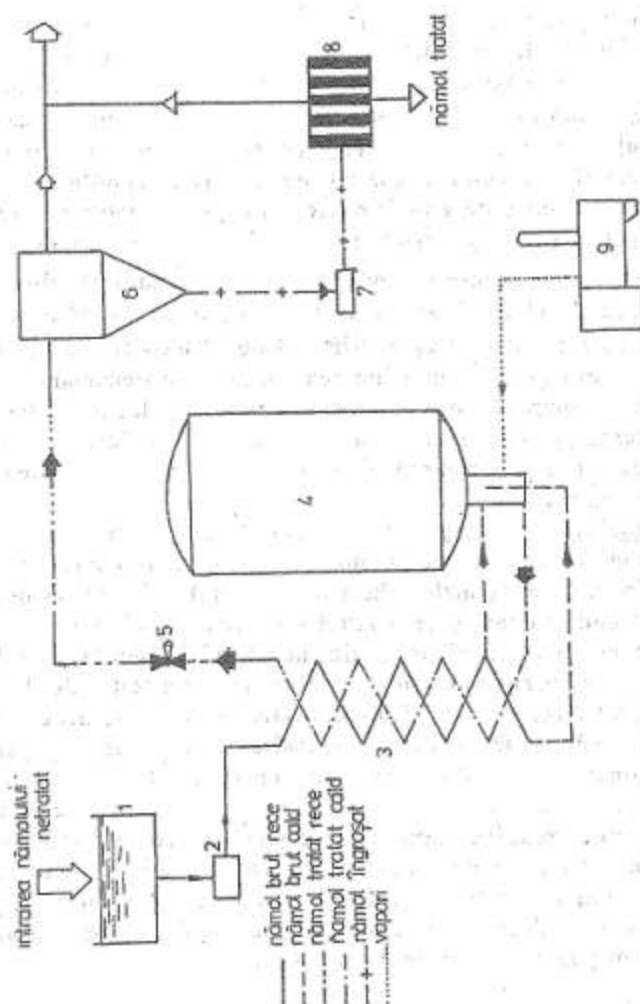 intrarea nămolului
netratat
1
2
3
4
5
6
7
8
9
nămol tratat
nămol brut rece
nămol brut cald
nămol tratat rece
nămol tratat cald
nămol îngroșat
vapori